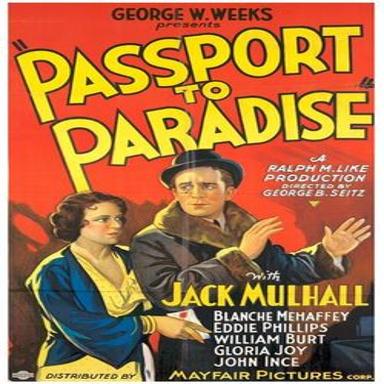 GEORGE W. WEEKS
presents
"PASSPORT
TO
PARADISE"
A
RALPH M. LIKE
PRODUCTION
DIRECTED BY
GEORGE B. SEITZ
With
JACK MULHALL
BLANCHE MEHAFFEY
EDDIE PHILLIPS
WILLIAM BURT
GLORIA JOY
JOHN INCE
DISTRIBUTED BY MAYFAIR PICTURES CORP.